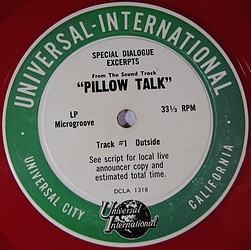 UNIVERSAL-INTERNATIONAL
SPECIAL DIALOGUE
EXCERPTS
From The Sound Track
"PILLOW TALK"
LP
Microgroove
33⅓ RPM
Track #1 Outside
See script for local live
announcer copy and
estimated total time.
DCLA 1318
UNIVERSAL CITY
CALIFORNIA
Universal
International